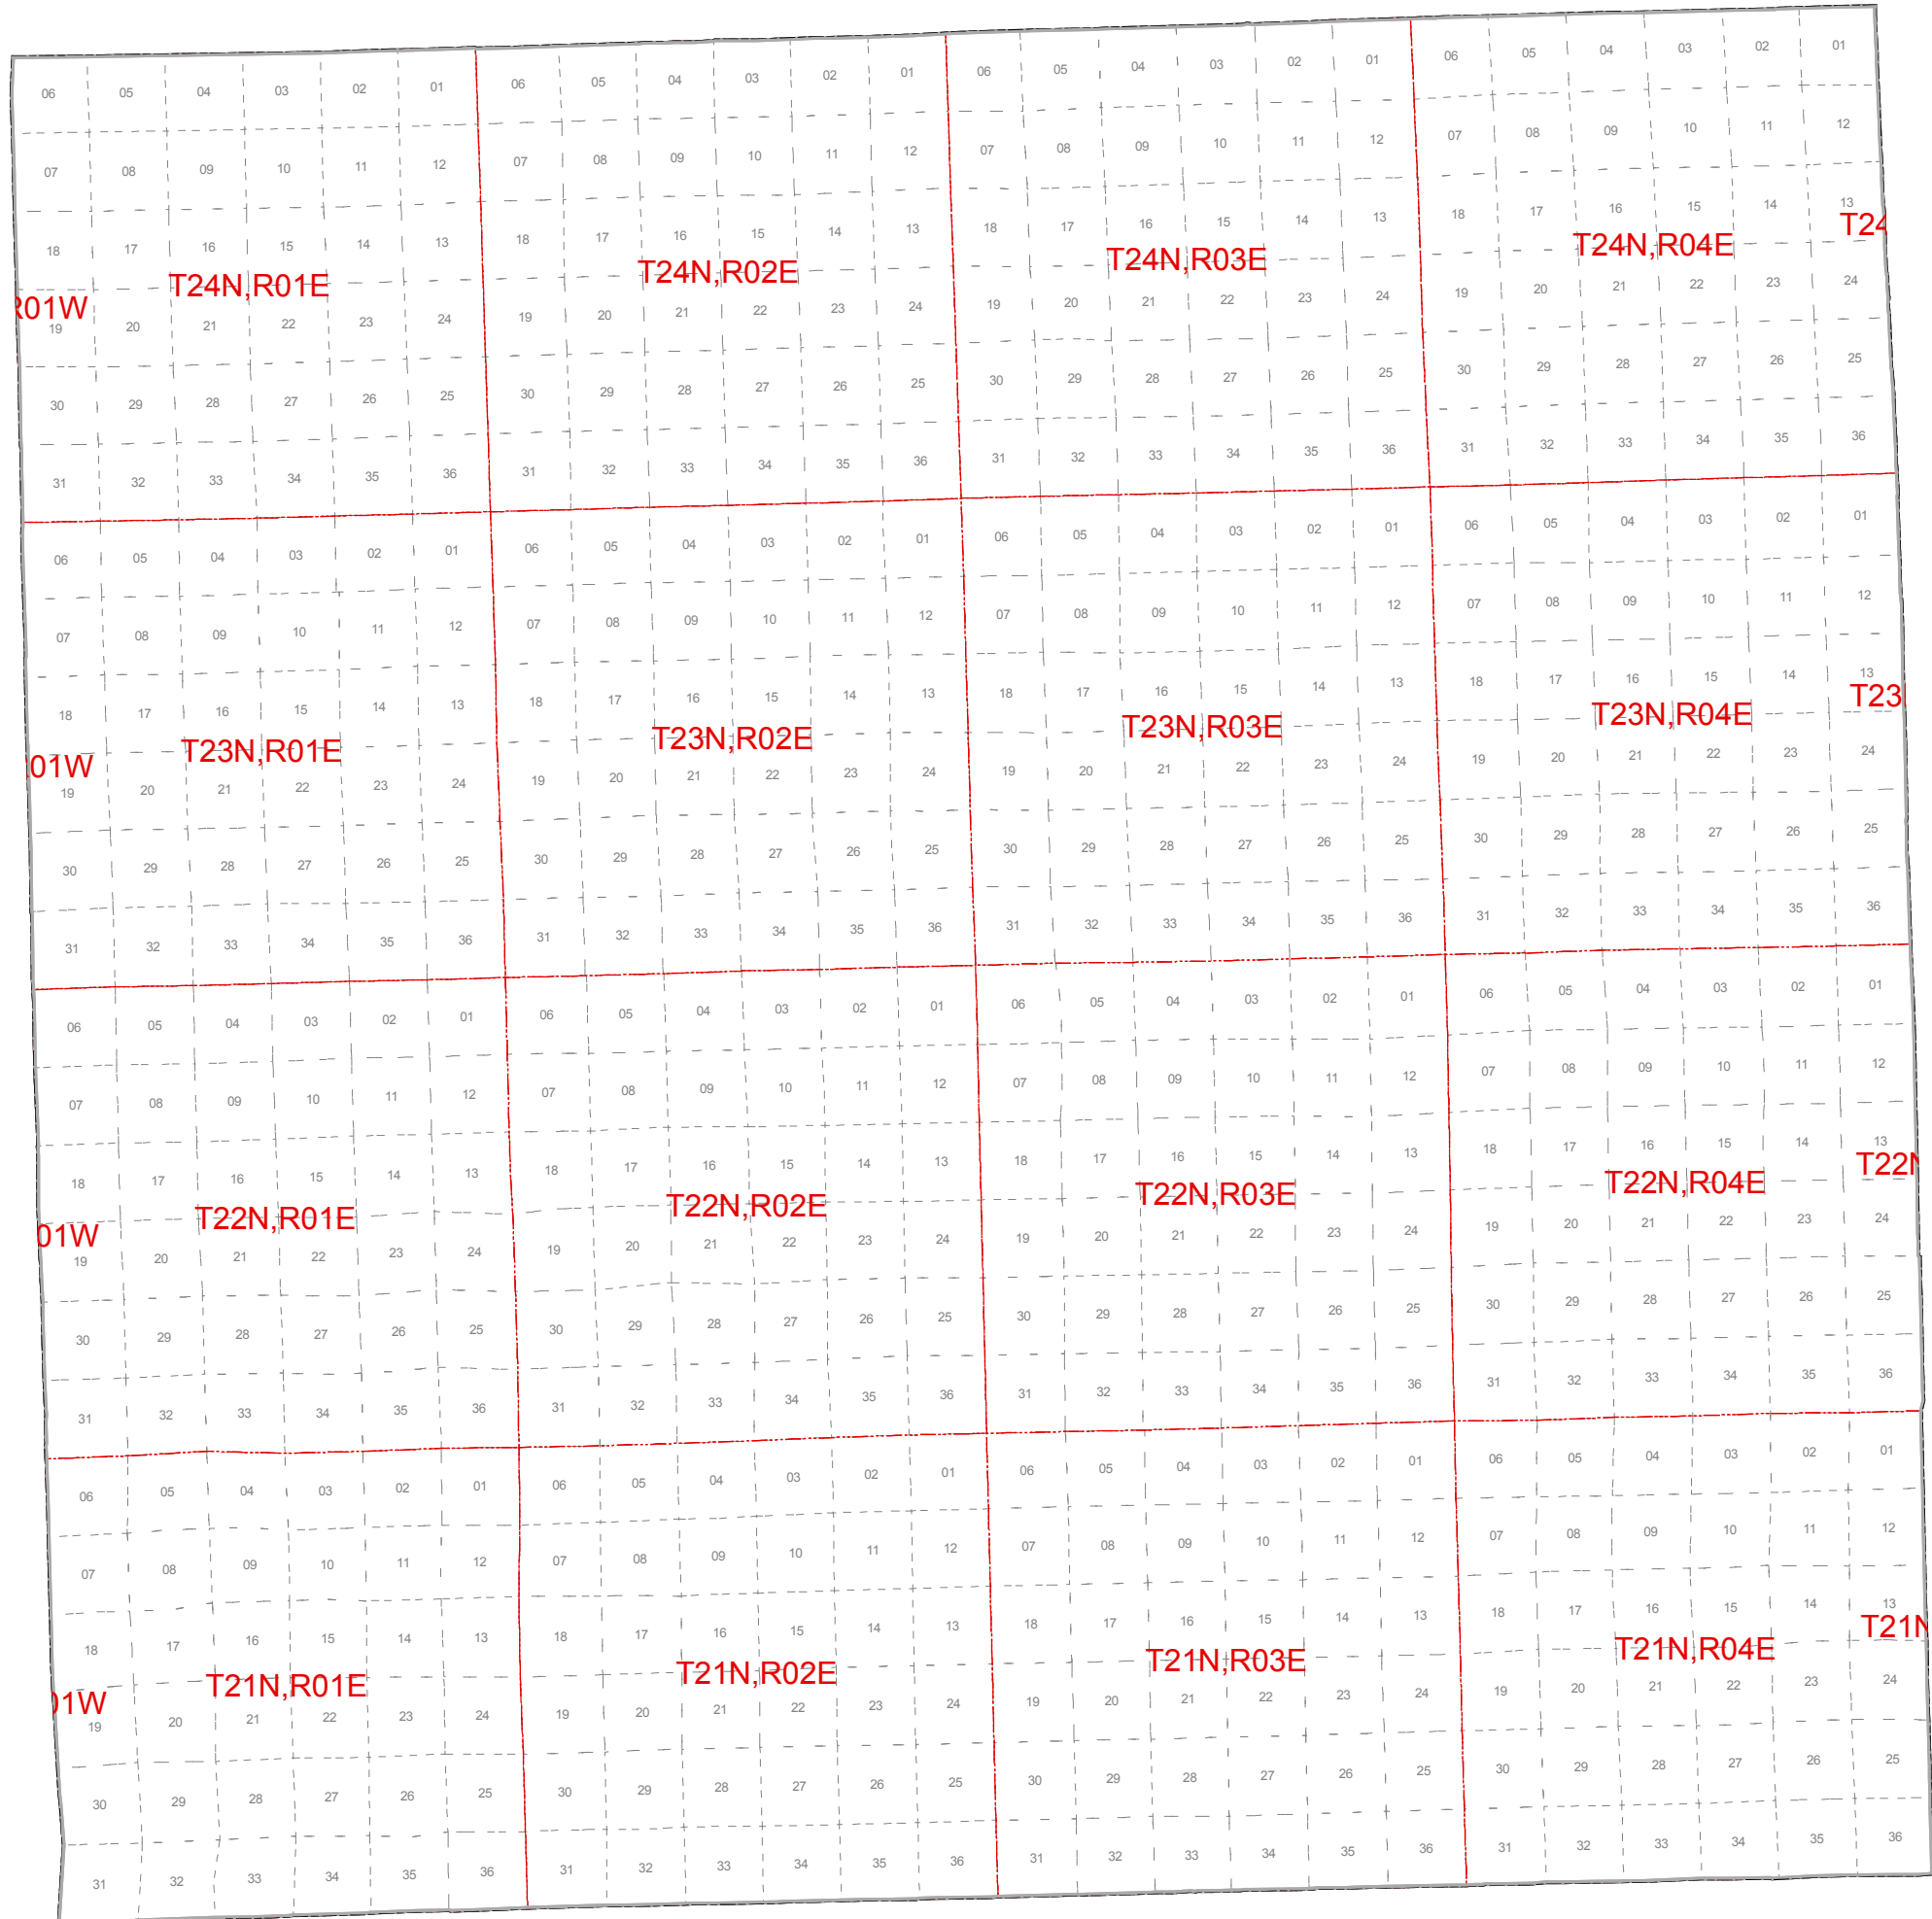 06 05 04 03 02 01 06 05 04 03 02 01 06 05 04 03 02 01 06 05 04 03 02 01
07 08 09 10 11 12 07 08 09 10 11 12 07 08 09 10 11 12 07 08 09 10 11 12
18 17 16 15 14 13 18 17 16 15 14 13 18 17 16 15 14 13 18 17 16 15 14 13
R01W T24N,R01E T24N,R02E T24N,R03E T24N,R04E T24
19 20 21 22 23 24 19 20 21 22 23 24 19 20 21 22 23 24 19 20 21 22 23 24
30 29 28 27 26 25 30 29 28 27 26 25 30 29 28 27 26 25 30 29 28 27 26 25
31 32 33 34 35 36 31 32 33 34 35 36 31 32 33 34 35 36 31 32 33 34 35 36
06 05 04 03 02 01 06 05 04 03 02 01 06 05 04 03 02 01 06 05 04 03 02 01
07 08 09 10 11 12 07 08 09 10 11 12 07 08 09 10 11 12 07 08 09 10 11 12
18 17 16 15 14 13 18 17 16 15 14 13 18 17 16 15 14 13 18 17 16 15 14 13
01W T23N,R01E T23N,R02E T23N,R03E T23N,R04E T23
19 20 21 22 23 24 19 20 21 22 23 24 19 20 21 22 23 24 19 20 21 22 23 24
30 29 28 27 26 25 30 29 28 27 26 25 30 29 28 27 26 25 30 29 28 27 26 25
31 32 33 34 35 36 31 32 33 34 35 36 31 32 33 34 35 36 31 32 33 34 35 36
06 05 04 03 02 01 06 05 04 03 02 01 06 05 04 03 02 01 06 05 04 03 02 01
07 08 09 10 11 12 07 08 09 10 11 12 07 08 09 10 11 12 07 08 09 10 11 12
18 17 16 15 14 13 18 17 16 15 14 13 18 17 16 15 14 13 18 17 16 15 14 13
01W T22N,R01E T22N,R02E T22N,R03E T22N,R04E T22N
19 20 21 22 23 24 19 20 21 22 23 24 19 20 21 22 23 24 19 20 21 22 23 24
30 29 28 27 26 25 30 29 28 27 26 25 30 29 28 27 26 25 30 29 28 27 26 25
31 32 33 34 35 36 31 32 33 34 35 36 31 32 33 34 35 36 31 32 33 34 35 36
06 05 04 03 02 01 06 05 04 03 02 01 06 05 04 03 02 01 06 05 04 03 02 01
07 08 09 10 11 12 07 08 09 10 11 12 07 08 09 10 11 12 07 08 09 10 11 12
18 17 16 15 14 13 18 17 16 15 14 13 18 17 16 15 14 13 18 17 16 15 14 13
01W T21N,R01E T21N,R02E T21N,R03E T21N,R04E T21N
19 20 21 22 23 24 19 20 21 22 23 24 19 20 21 22 23 24 19 20 21 22 23 24
30 29 28 27 26 25 30 29 28 27 26 25 30 29 28 27 26 25 30 29 28 27 26 25
31 32 33 34 35 36 31 32 33 34 35 36 31 32 33 34 35 36 31 32 33 34 35 36